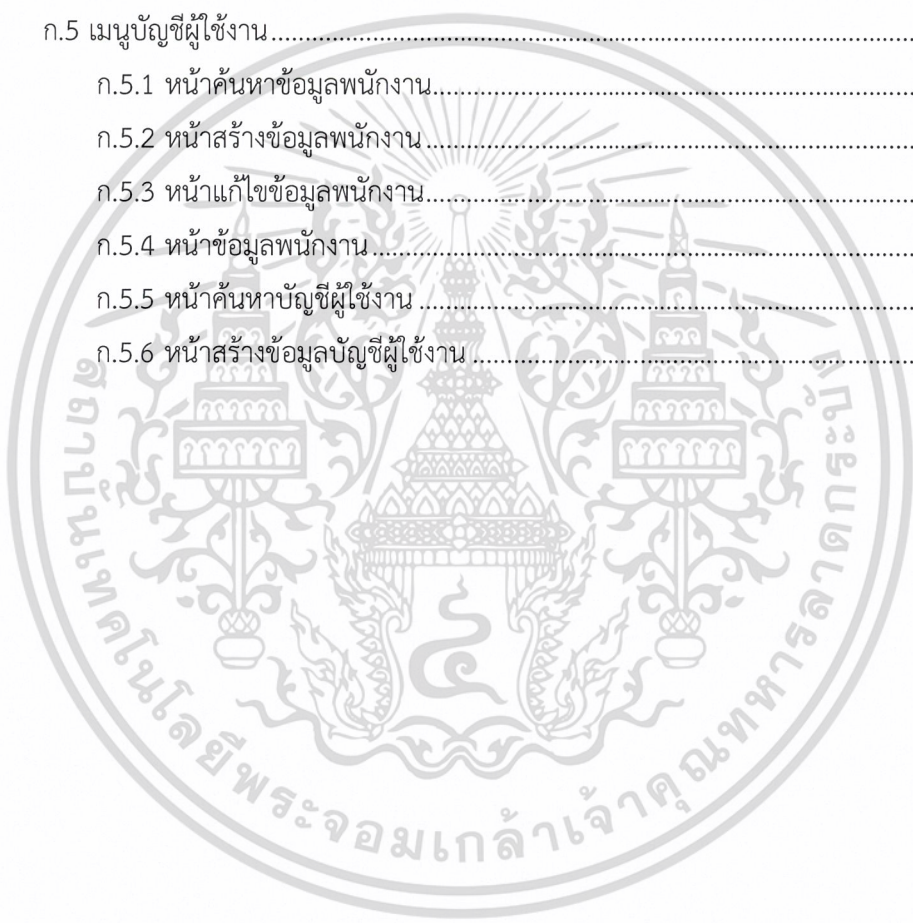 ก.5 เมนูบัญชีผู้ใช้งาน
ก.5.1 หน้าค้นหาข้อมูลพนักงาน
ก.5.2 หน้าสร้างข้อมูลพนักงาน
ก.5.3 หน้าแก้ไขข้อมูลพนักงาน
ก.5.4 หน้าข้อมูลพนักงาน
ก.5.5 หน้าค้นหาบัญชีผู้ใช้งาน
ก.5.6 หน้าสร้างข้อมูลบัญชีผู้ใช้งาน
สถาบันเทคโนโลยีพระจอมเกล้าเจ้าคุณทหารลาดกระบัง